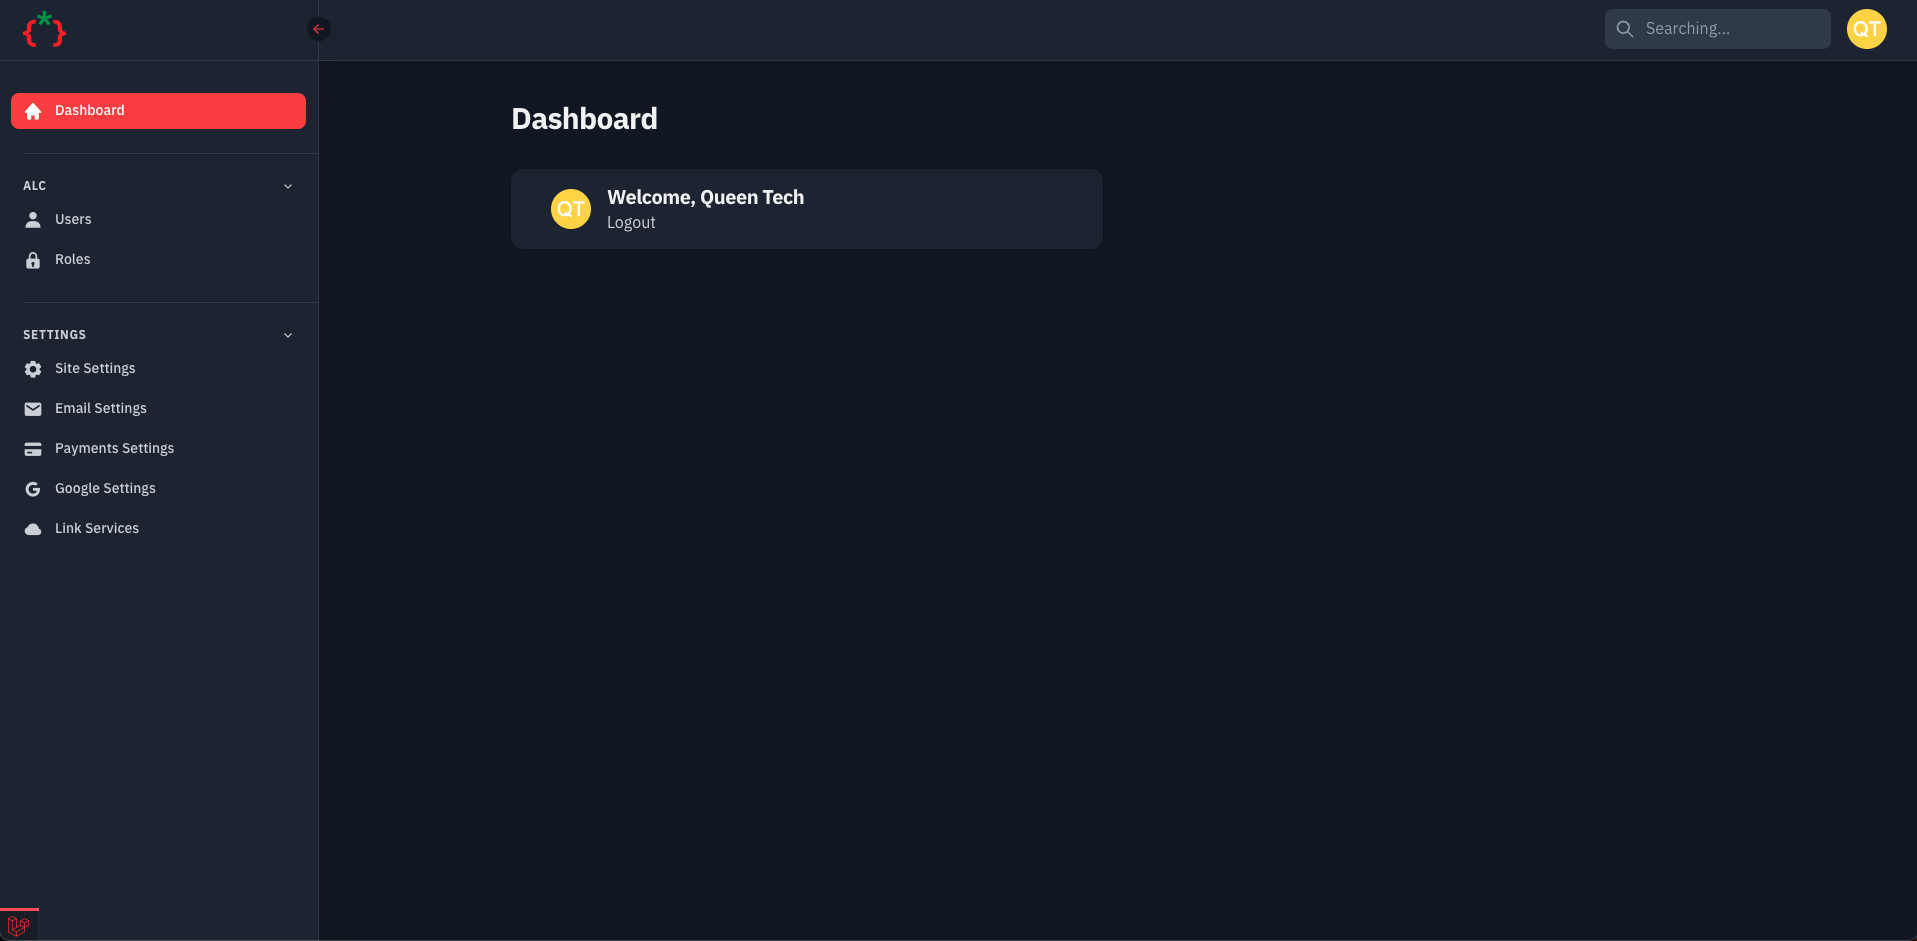 {*}
Searching...
QT
Dashboard
ALC
Users
Roles
SETTINGS
Site Settings
Email Settings
Payments Settings
Google Settings
Link Services
Dashboard
QT
Welcome, Queen Tech
Logout